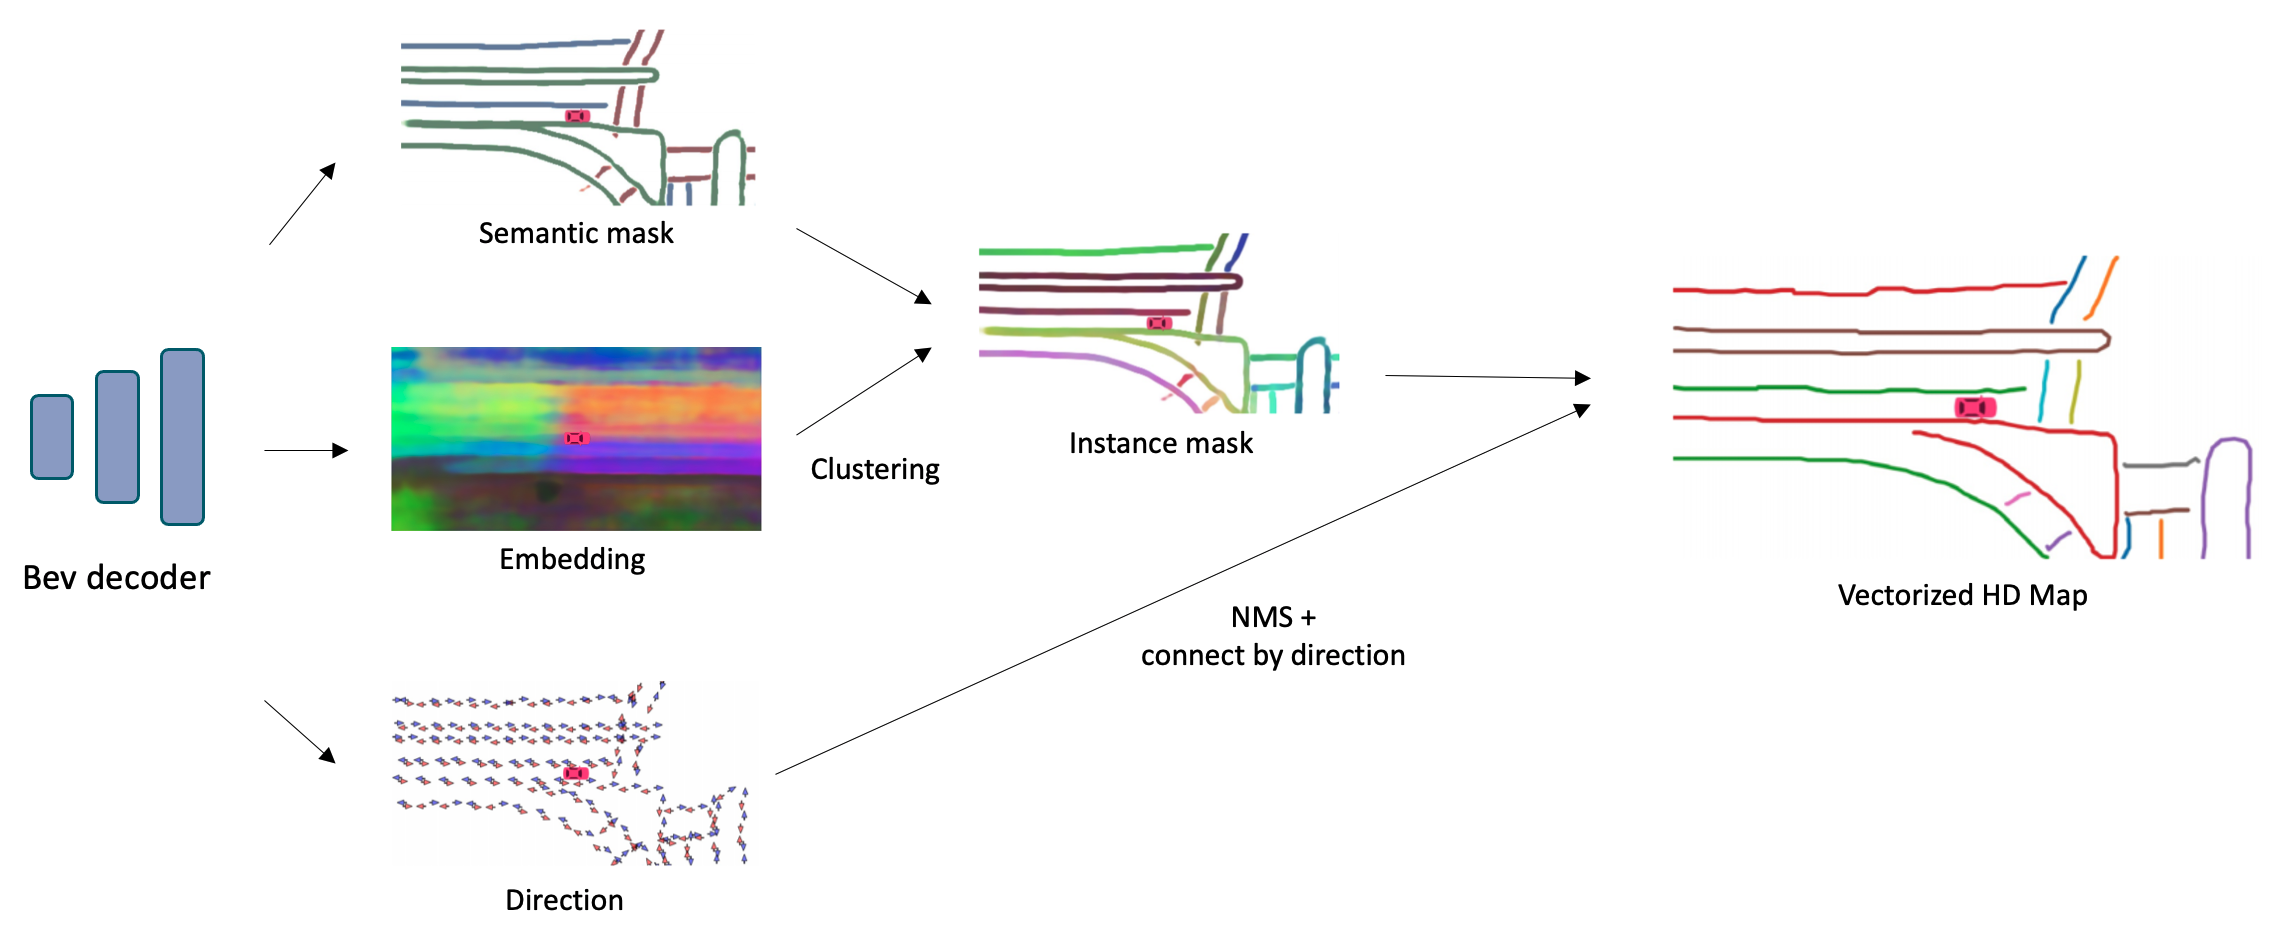 Semantic mask
Bev decoder
Embedding
Clustering
Instance mask
Direction
NMS +
connect by direction
Vectorized HD Map